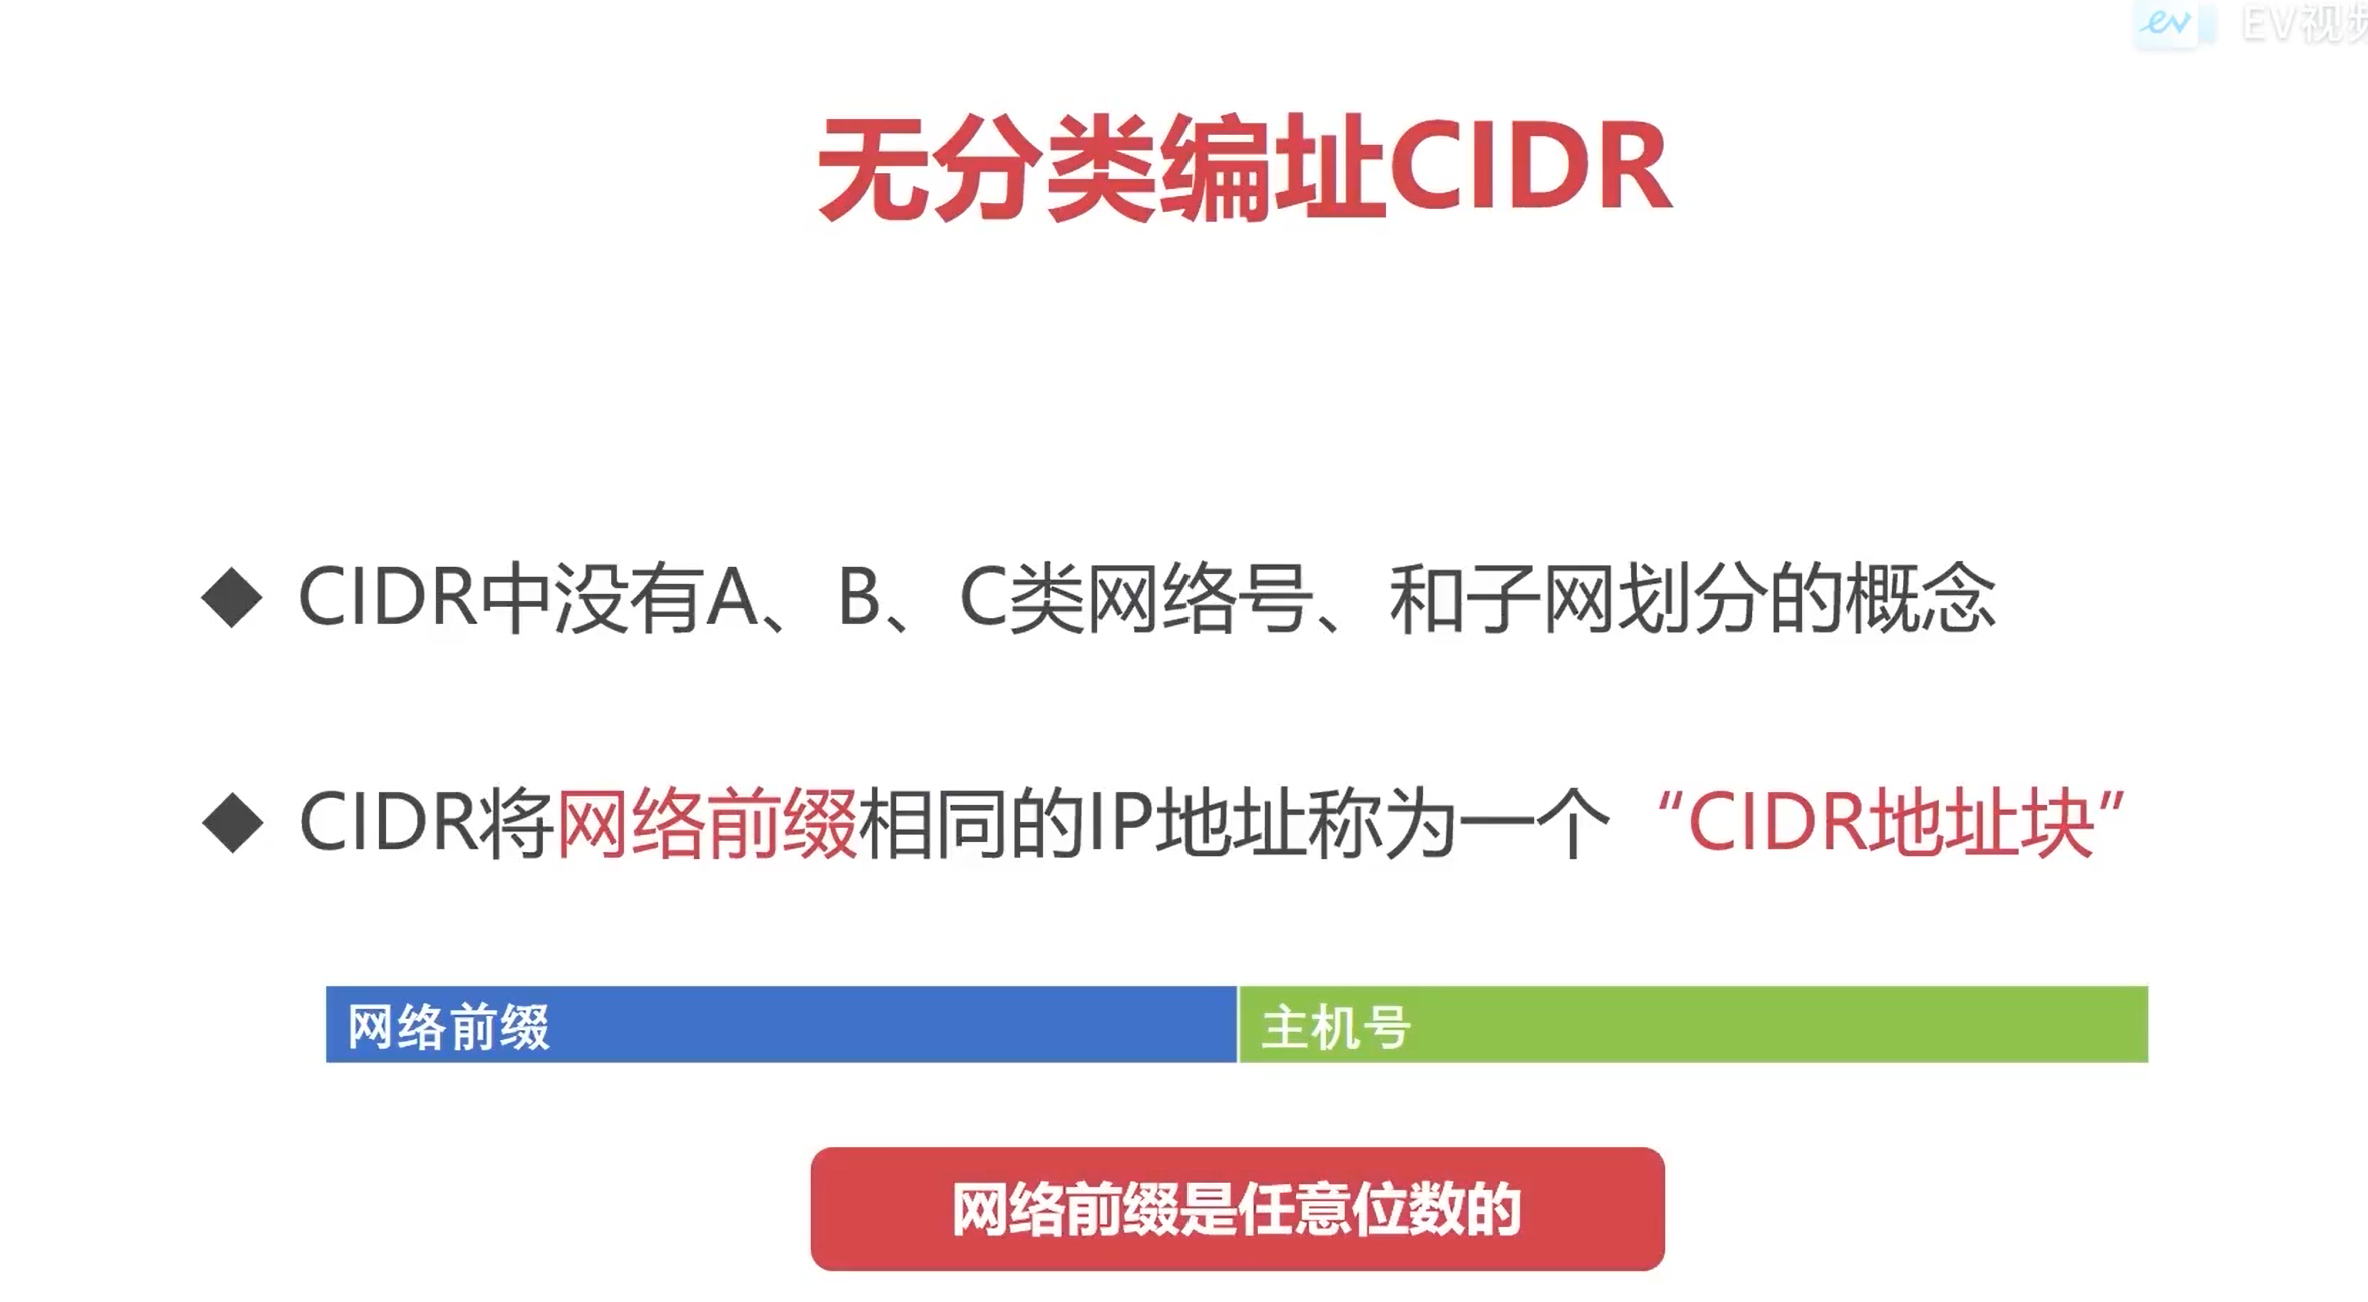 EV视频
无分类编址CIDR
CIDR中没有A、B、C类网络号、和子网划分的概念
CIDR将网络前缀相同的IP地址称为一个“CIDR地址块”
网络前缀 主机号
网络前缀是任意位数的